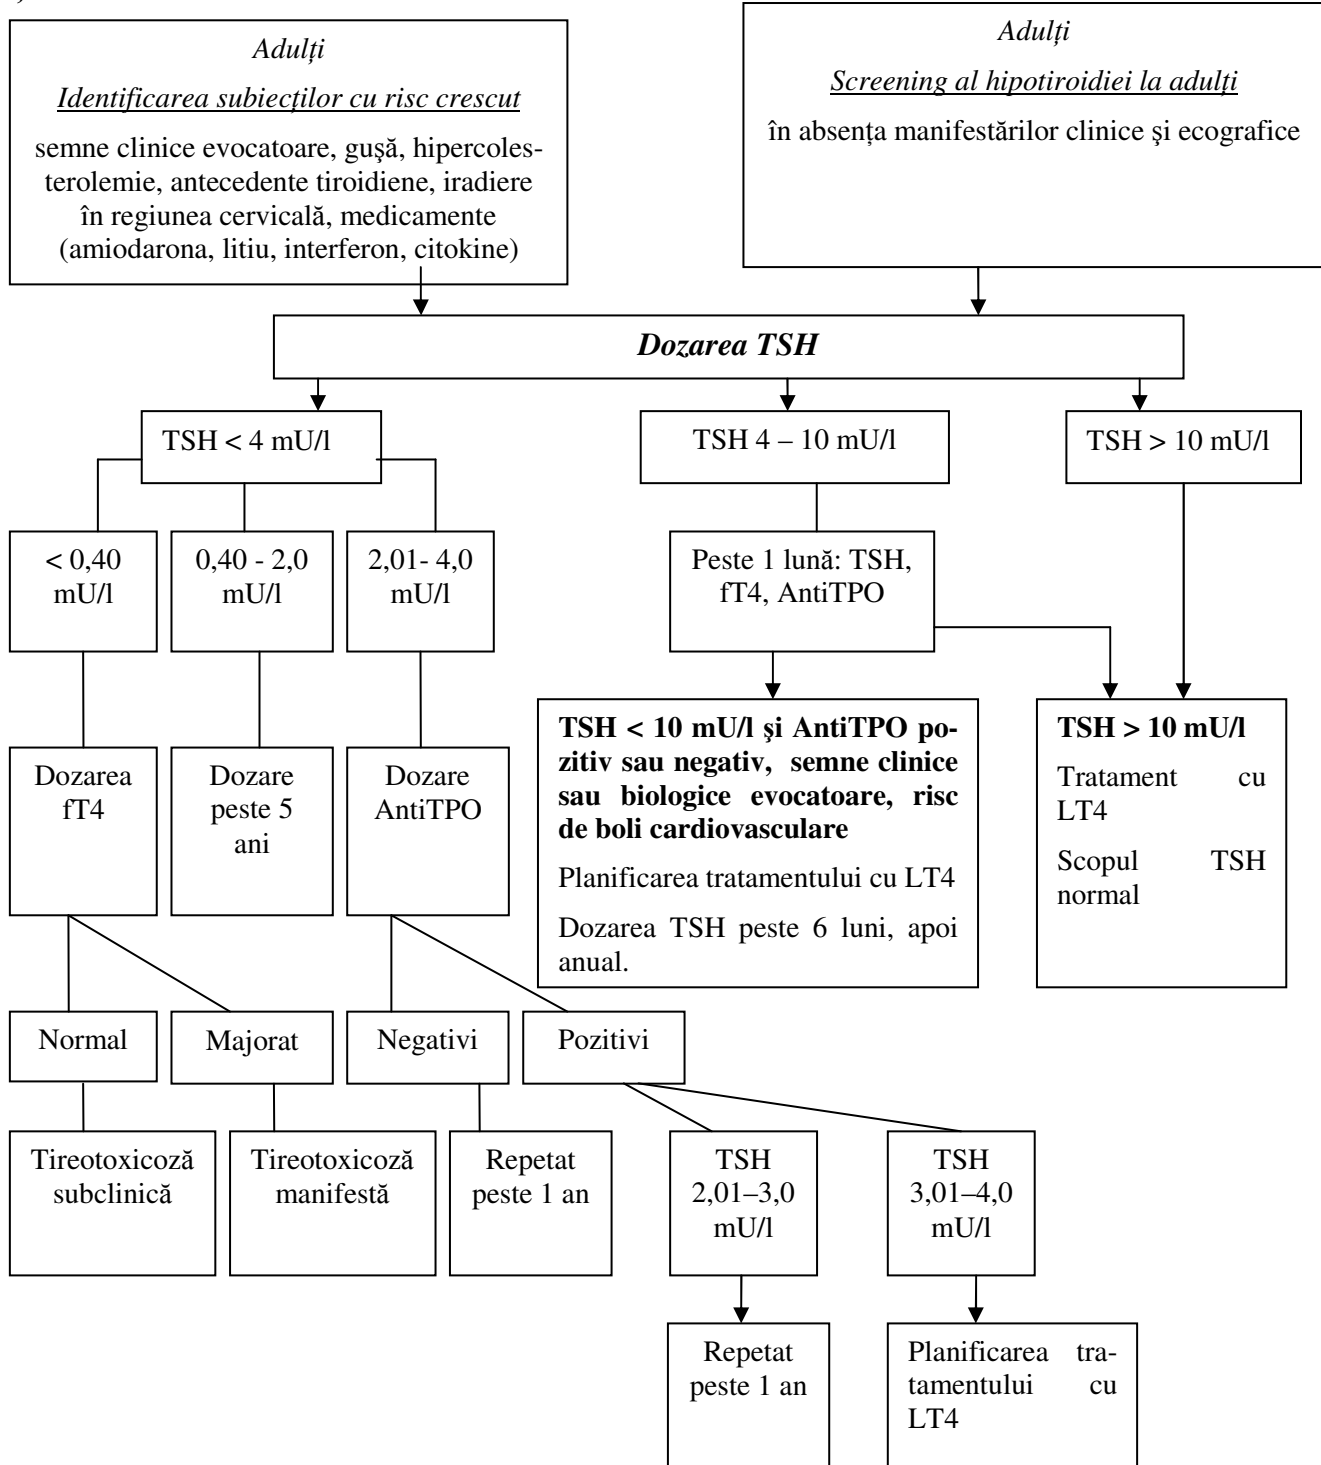 Adulți
Identificarea subiecților cu risc crescut
semne clinice evocatoare, guşă, hipercoles-
terolemie, antecedente tiroidiene, iradiere
în regiunea cervicală, medicamente
(amiodarona, litiu, interferon, citokine)
Adulți
Screening al hipotiroidiei la adulți
în absența manifestărilor clinice şi ecografice
Dozarea TSH
TSH < 4 mU/l
TSH 4 – 10 mU/l
TSH > 10 mU/l
< 0,40
mU/l
0,40 - 2,0
mU/l
2,01- 4,0
mU/l
Peste 1 lună: TSH,
fT4, AntiTPO
Dozarea
fT4
Dozare
peste 5
ani
Dozare
AntiTPO
TSH < 10 mU/l şi AntiTPO po-
zitiv sau negativ, semne clinice
sau biologice evocatoare, risc
de boli cardiovasculare
Planificarea tratamentului cu LT4
Dozarea TSH peste 6 luni, apoi
anual.
TSH > 10 mU/l
Tratament cu
LT4
Scopul TSH
normal
Normal
Majorat
Negativi
Pozitivi
Tireotoxicoză
subclinică
Tireotoxicoză
manifestă
Repetat
peste 1 an
TSH
2,01–3,0
mU/l
TSH
3,01–4,0
mU/l
Repetat
peste 1 an
Planificarea tra-
tamentului cu
LT4